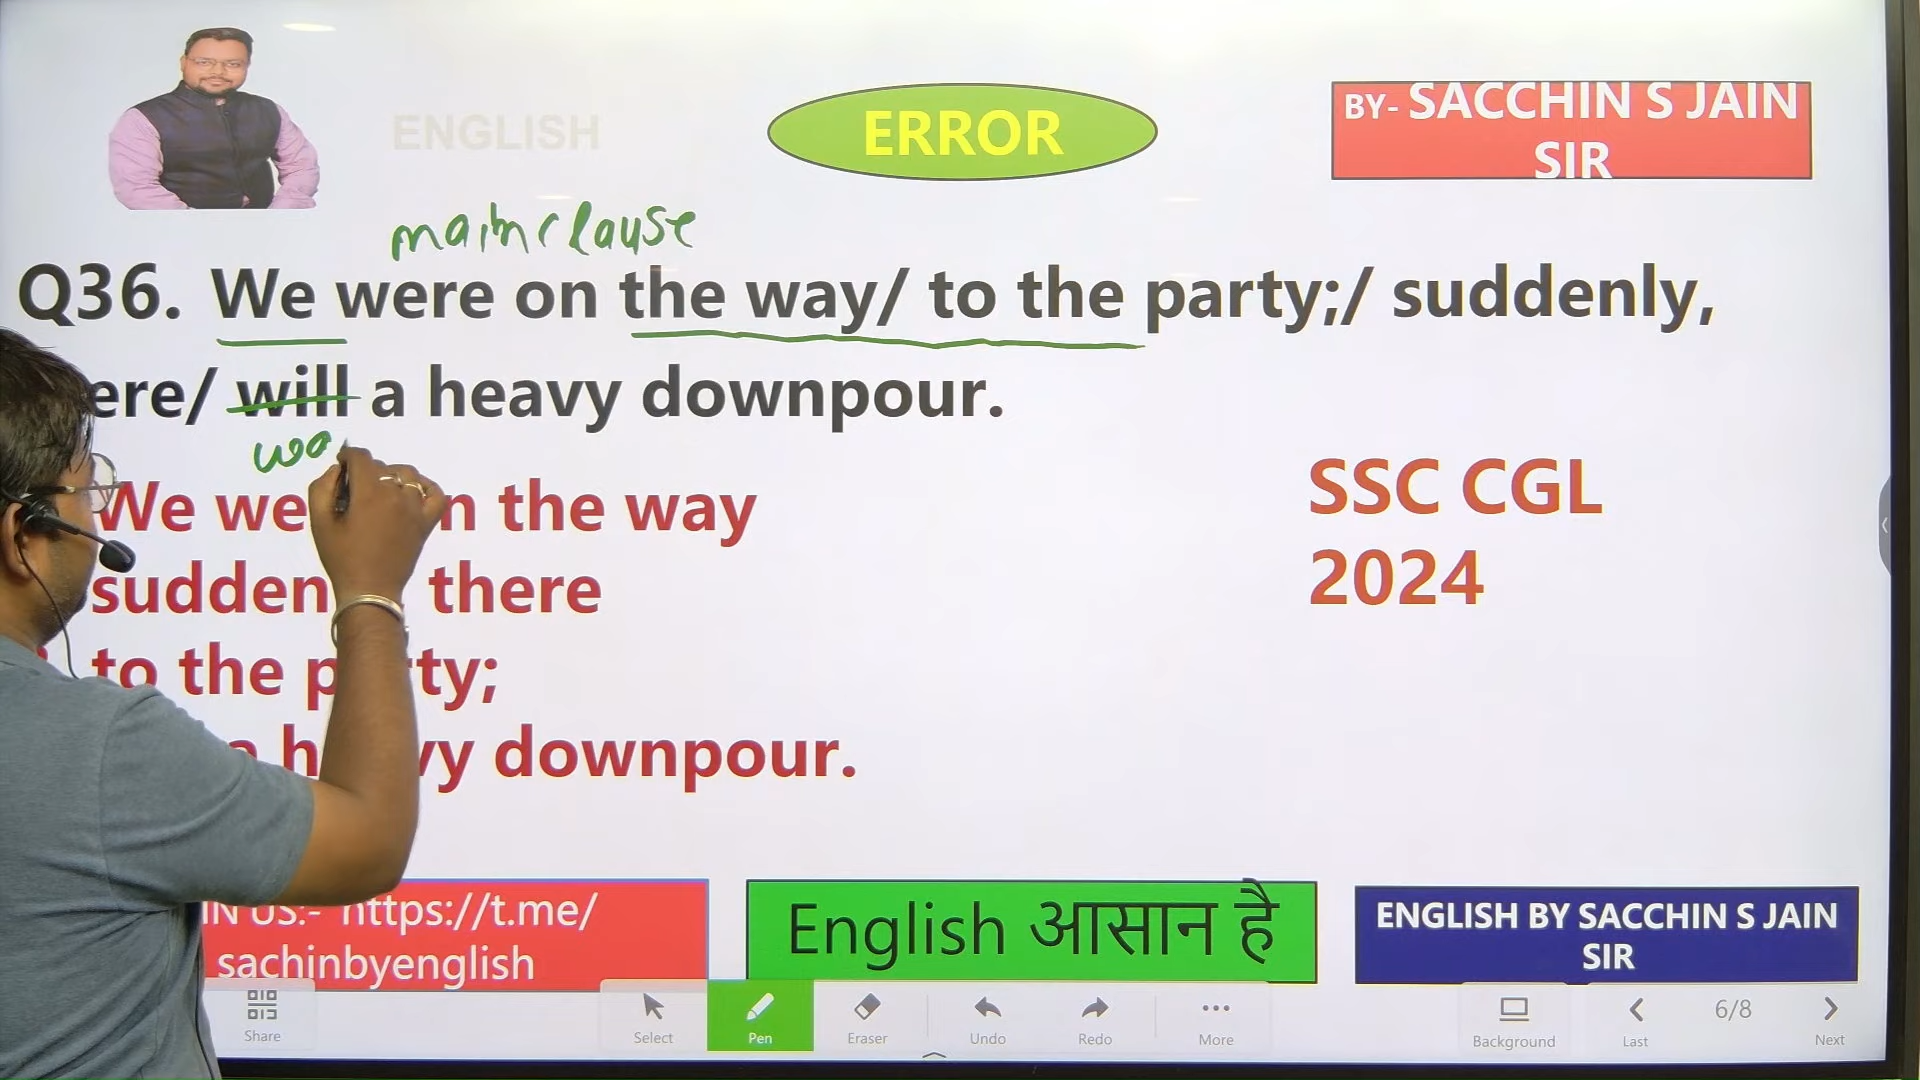 ENGLISH
ERROR
BY- SACCHIN S JAIN
SIR
main clause
Q36. We were on the way/ to the party;/ suddenly,
ere/ will a heavy downpour.
wa
We we n the way
SSC CGL
sudden there
2024
to the p ty;
a h vy downpour.
IN US:- https://t.me/
sachinbyenglish
English आसान है
ENGLISH BY SACCHIN S JAIN
SIR
Share
Select
Pen
Eraser
Undo
Redo
More
Background
Last
6/8
Next